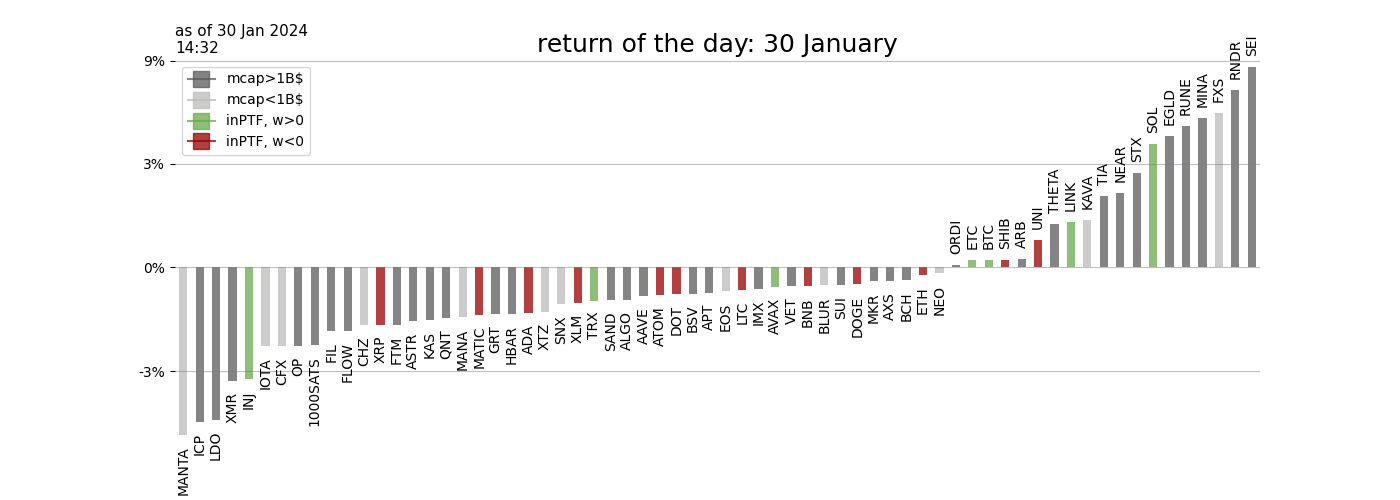 as of 30 Jan 2024
14:32
return of the day: 30 January
9%
3%
0%
-3%
mcap>1B$
mcap<1B$
inPTF, w>0
inPTF, w<0
MANTA
ICP
LDO
XMR
INJ
IOTA
CFX
OP
1000SATS
FIL
FLOW
CHZ
XRP
FTM
ASTR
KAS
QNT
MANA
MATIC
GRT
HBAR
ADA
XTZ
SNX
XLM
TRX
SAND
ALGO
AAVE
ATOM
DOT
BSV
APT
EOS
LTC
IMX
AVAX
VET
BNB
BLUR
SUI
DOGE
MKR
AXS
BCH
ETH
NEO
ORDI
ETC
BTC
SHIB
ARB
UNI
THETA
LINK
KAVA
TIA
NEAR
STX
SOL
EGLD
RUNE
MINA
FXS
RNDR
SEI